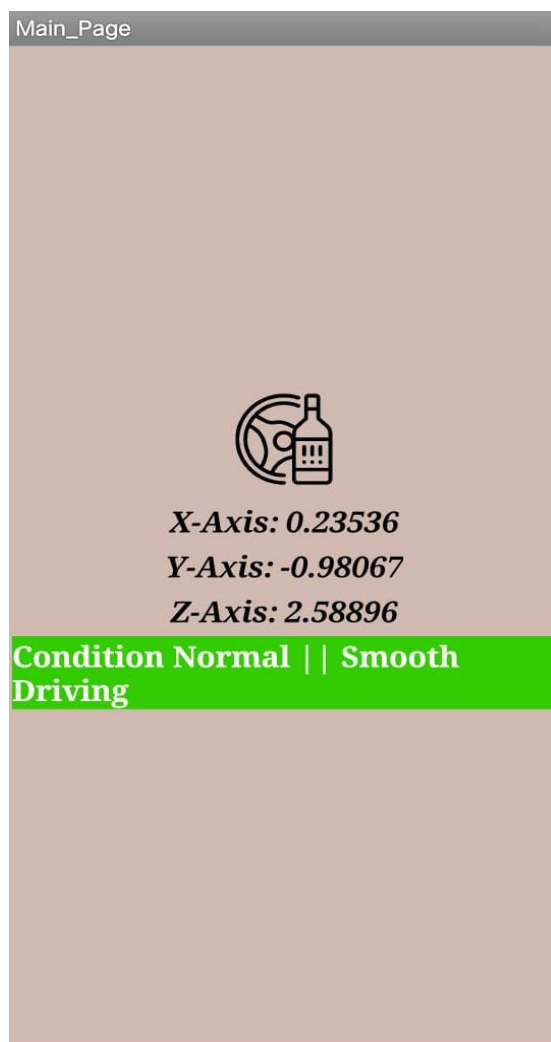 Main_Page
X-Axis: 0.23536
Y-Axis: -0.98067
Z-Axis: 2.58896
Condition Normal || Smooth
Driving